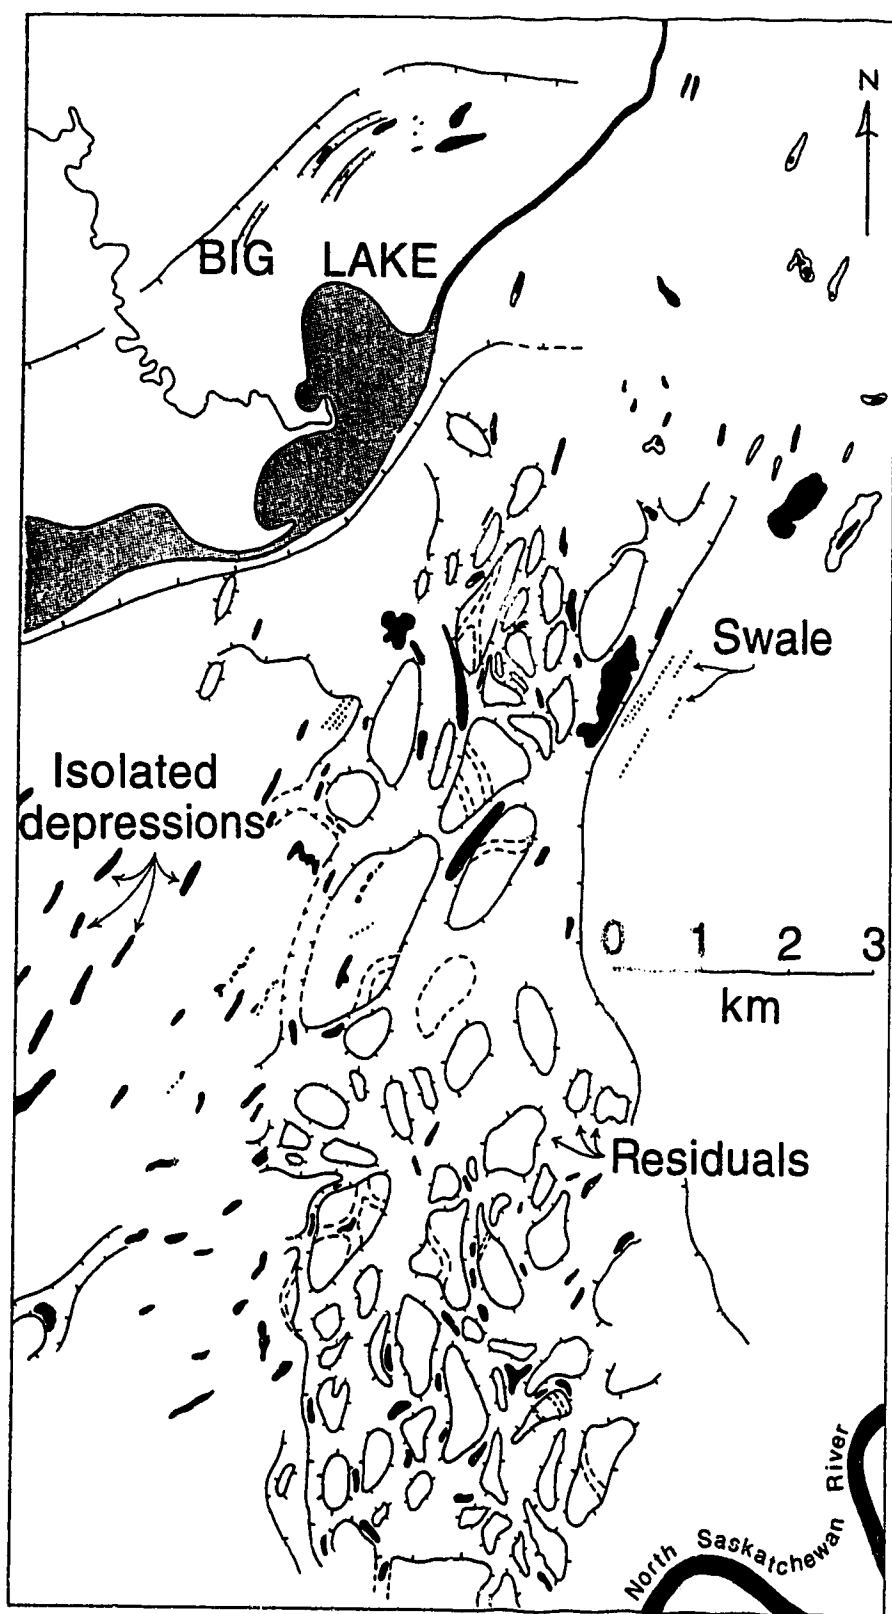 N
BIG LAKE
Swale
Isolated
depressions
0 1 2 3
km
Residuals
North Saskatchewan River